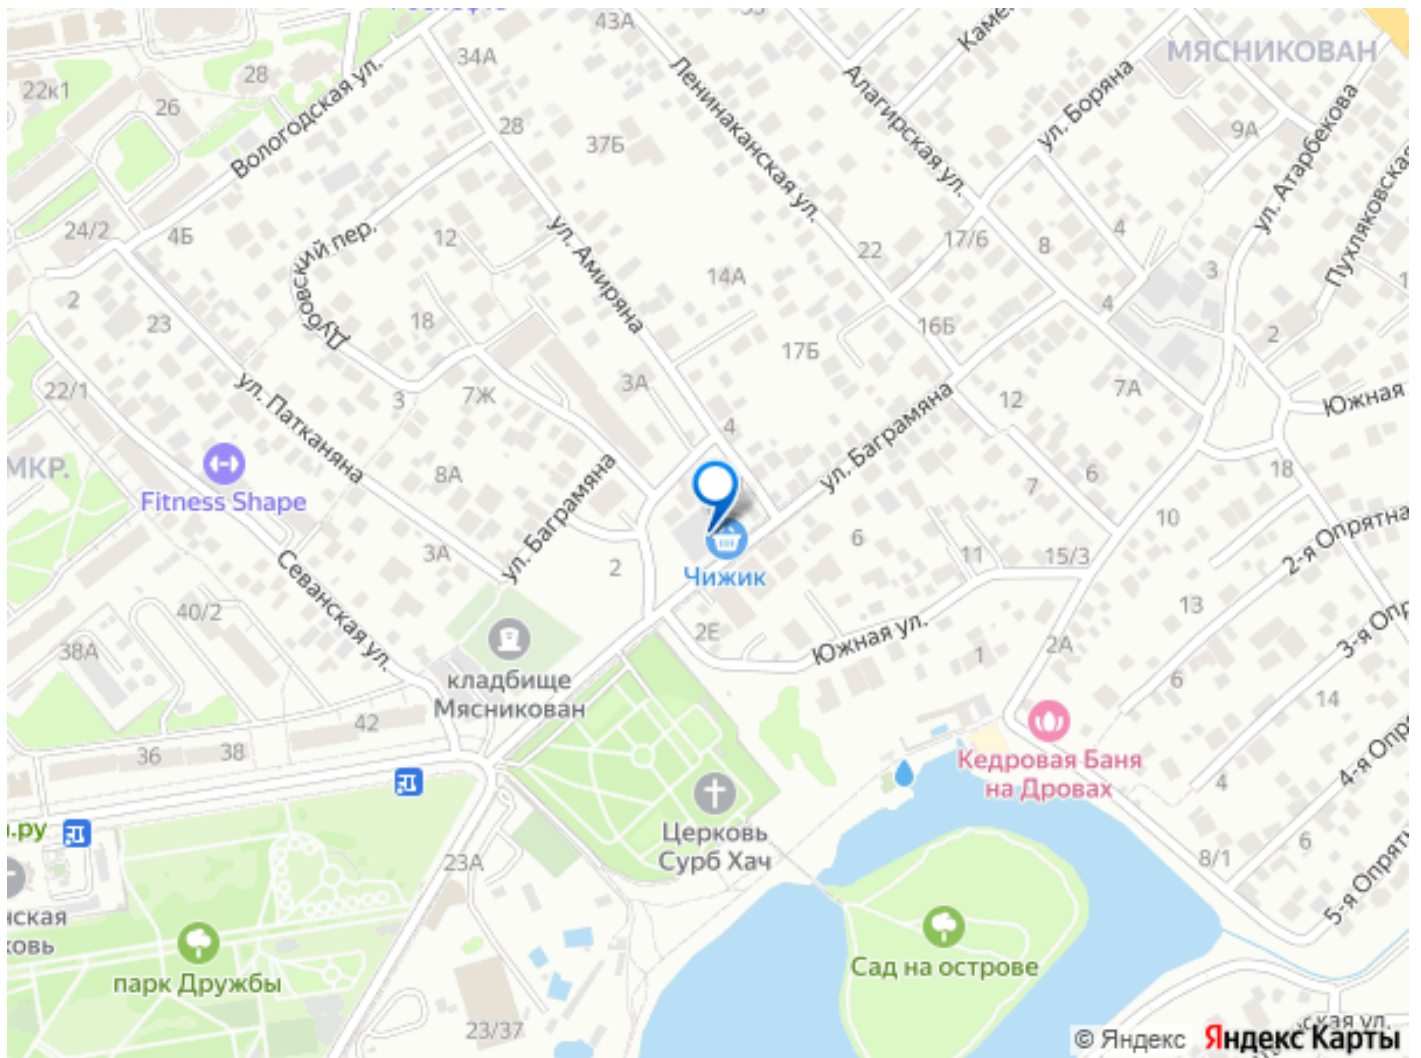 43А
МЯСНИКОВАН
34А
28
22к1
26
Вологодская ул.
28
37Б
Ленинаканская ул.
Алагирская ул.
ул. Боряна
9А
ул. Атарбекова
Пухляковская
24/2
4Б
12
Дубовский пер.
ул. Амиряна
22
17/6
8
4
3
4
2
23
18
14А
17Б
16Б
2
22/1
ул. Патканяна
3
7Ж
3А
4
ул. Баграмяна
12
7А
Южная
МКР.
Fitness Shape
8А
ул. Баграмяна
7
6
18
10
2-я Опрятна
3А
2
Чижик
6
11
15/3
13
Севанская ул.
40/2
38А
2Е
Южная ул.
1
2А
6
14
кладбище
Мясникован
42
38
36
Кедровая Баня
на Дровах
4
Церковь
Сурб Хач
23А
8/1
6
парк Дружбы
Сад на острове
23/37
© Яндекс
Яндекс Карты